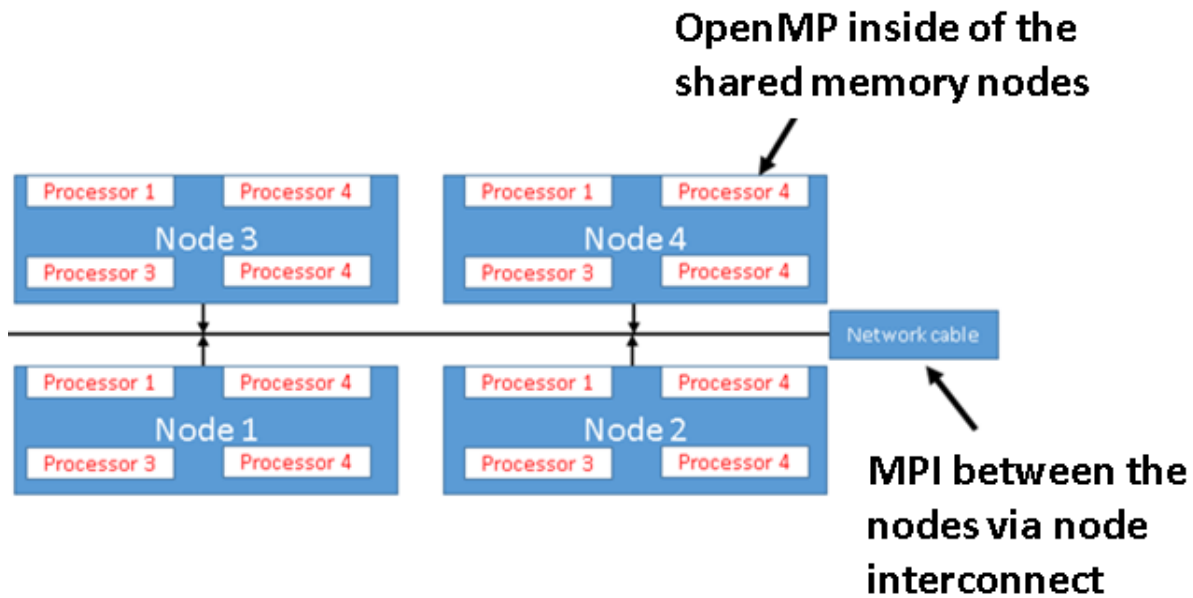 OpenMP inside of the
shared memory nodes
Processor 1
Processor 4
Node 3
Processor 3
Processor 4
Processor 1
Processor 4
Node 4
Processor 3
Processor 4
Network cable
Processor 1
Processor 4
Node 1
Processor 3
Processor 4
Processor 1
Processor 4
Node 2
Processor 3
Processor 4
MPI between the
nodes via node
interconnect